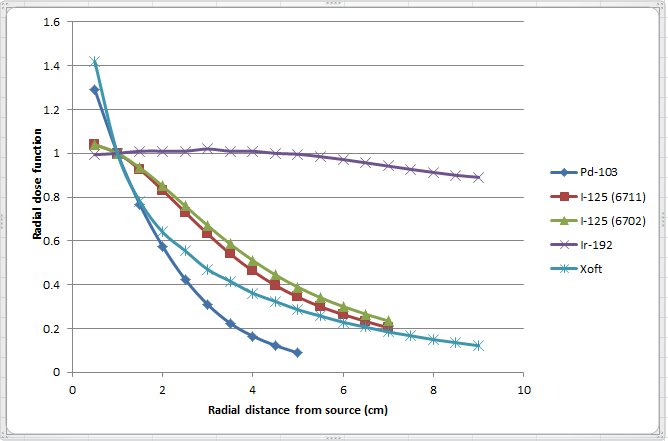 1.6
1.4
1.2
1
0.8
0.6
0.4
0.2
0
Radial dose function
0 2 4 6 8 10
Radial distance from source (cm)
Pd-103
I-125 (6711)
I-125 (6702)
Ir-192
Xoft